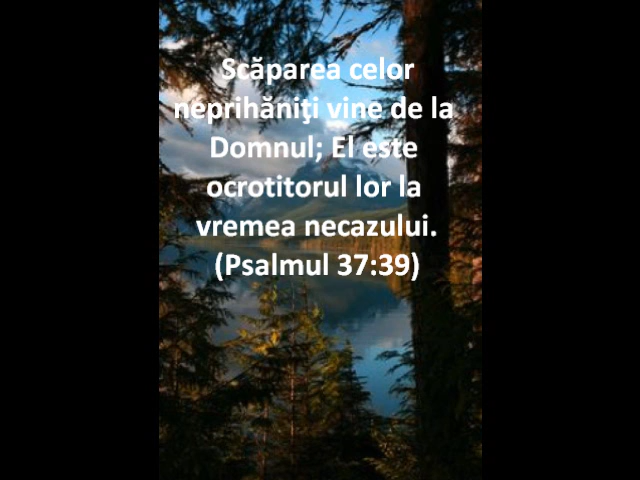 Scăparea celor
neprihăniţi vine de la
Domnul; El este
ocrotitorul lor la
vremea necazului.
(Psalmul 37:39)